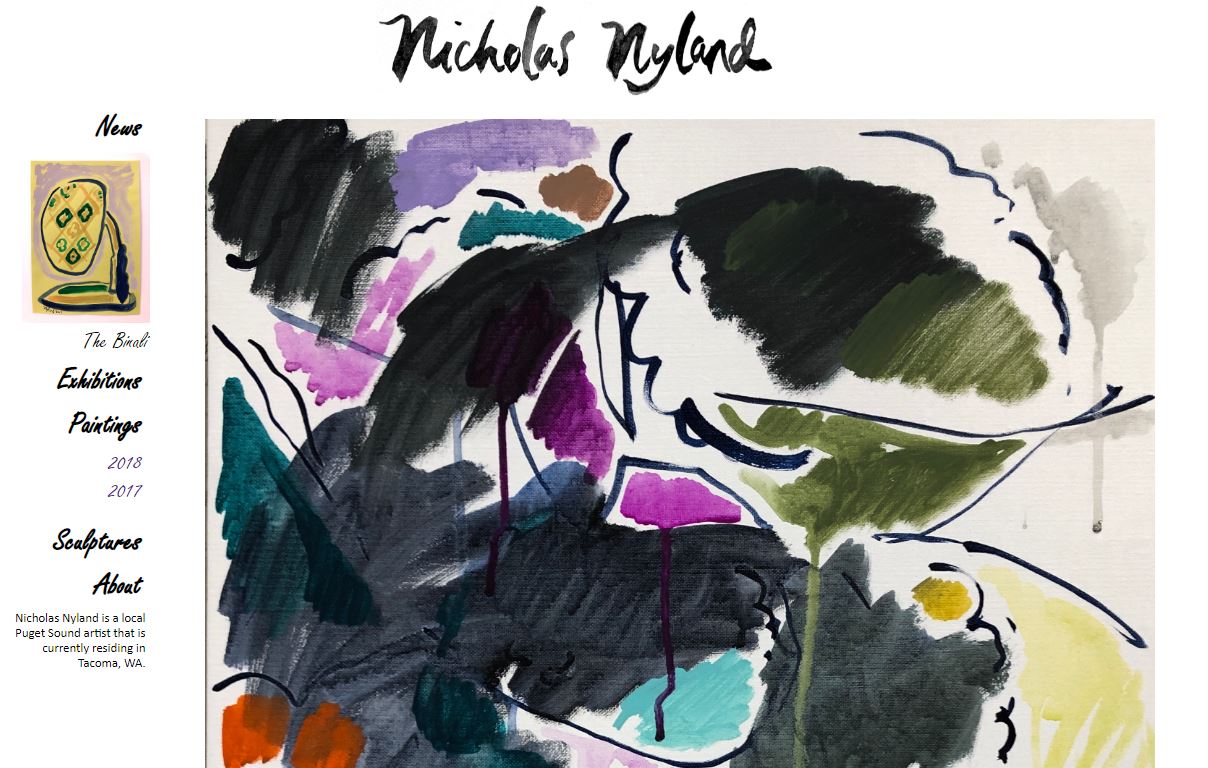 Nicholas Nyland
News
The Binali
Exhibitions
Paintings
2018
2017
Sculptures
About
Nicholas Nyland is a local
Puget Sound artist that is
currently residing in
Tacoma, WA.